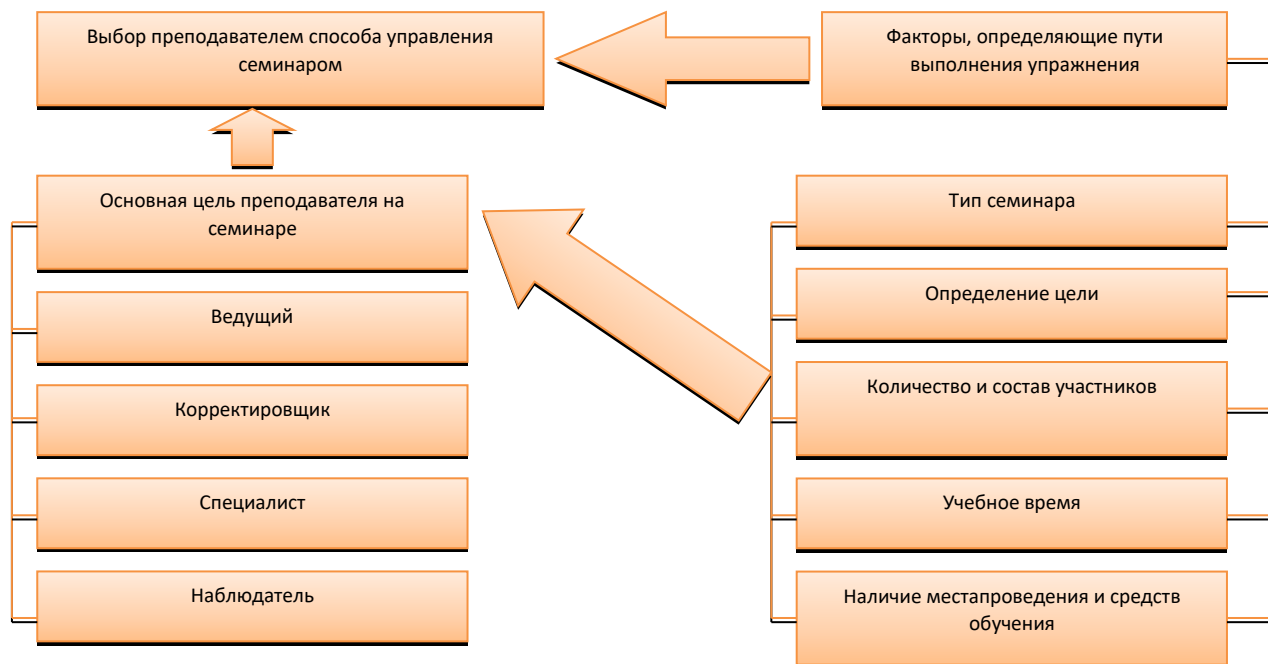 Выбор преподавателем способа управления
семинаром
Факторы, определяющие пути
выполнения упражнения
Основная цель преподавателя на
семинаре
Ведущий
Корректировщик
Специалист
Наблюдатель
Тип семинара
Определение цели
Количество и состав участников
Учебное время
Наличие местапроведения и средств
обучения